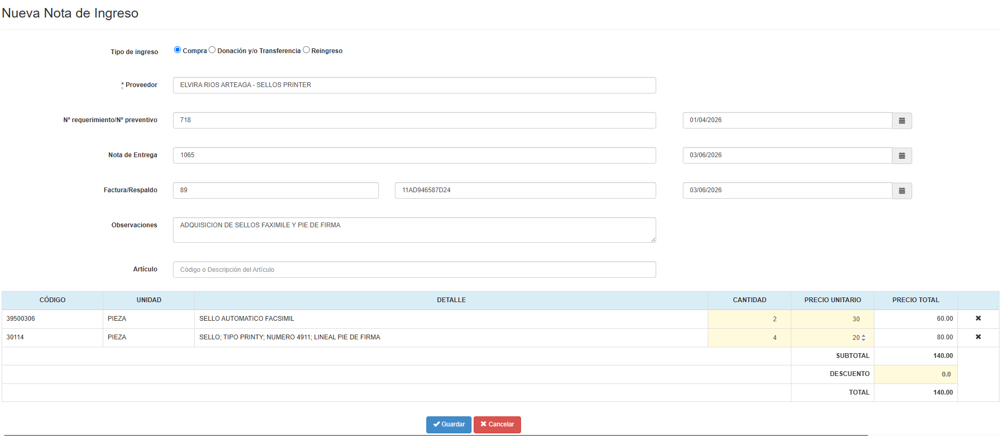 Nueva Nota de Ingreso
Tipo de ingreso Compra Donación y/o Transferencia Reingreso
* Proveedor ELVIRA RIOS ARTEAGA - SELLOS PRINTER
Nº requerimiento/Nº preventivo 718 01/04/2026
Nota de Entrega 1065 03/06/2026
Factura/Respaldo 89 11AD946587D24 03/06/2026
Observaciones ADQUISICION DE SELLOS FAXIMILE Y PIE DE FIRMA
Artículo Código o Descripción del Artículo
CÓDIGO UNIDAD DETALLE CANTIDAD PRECIO UNITARIO PRECIO TOTAL
39500306 PIEZA SELLO AUTOMATICO FACSIMIL 2 30 60.00
30114 PIEZA SELLO; TIPO PRINTY; NUMERO 4911; LINEAL PIE DE FIRMA 4 20 80.00
SUBTOTAL 140.00
DESCUENTO 0.0
TOTAL 140.00
Guardar Cancelar